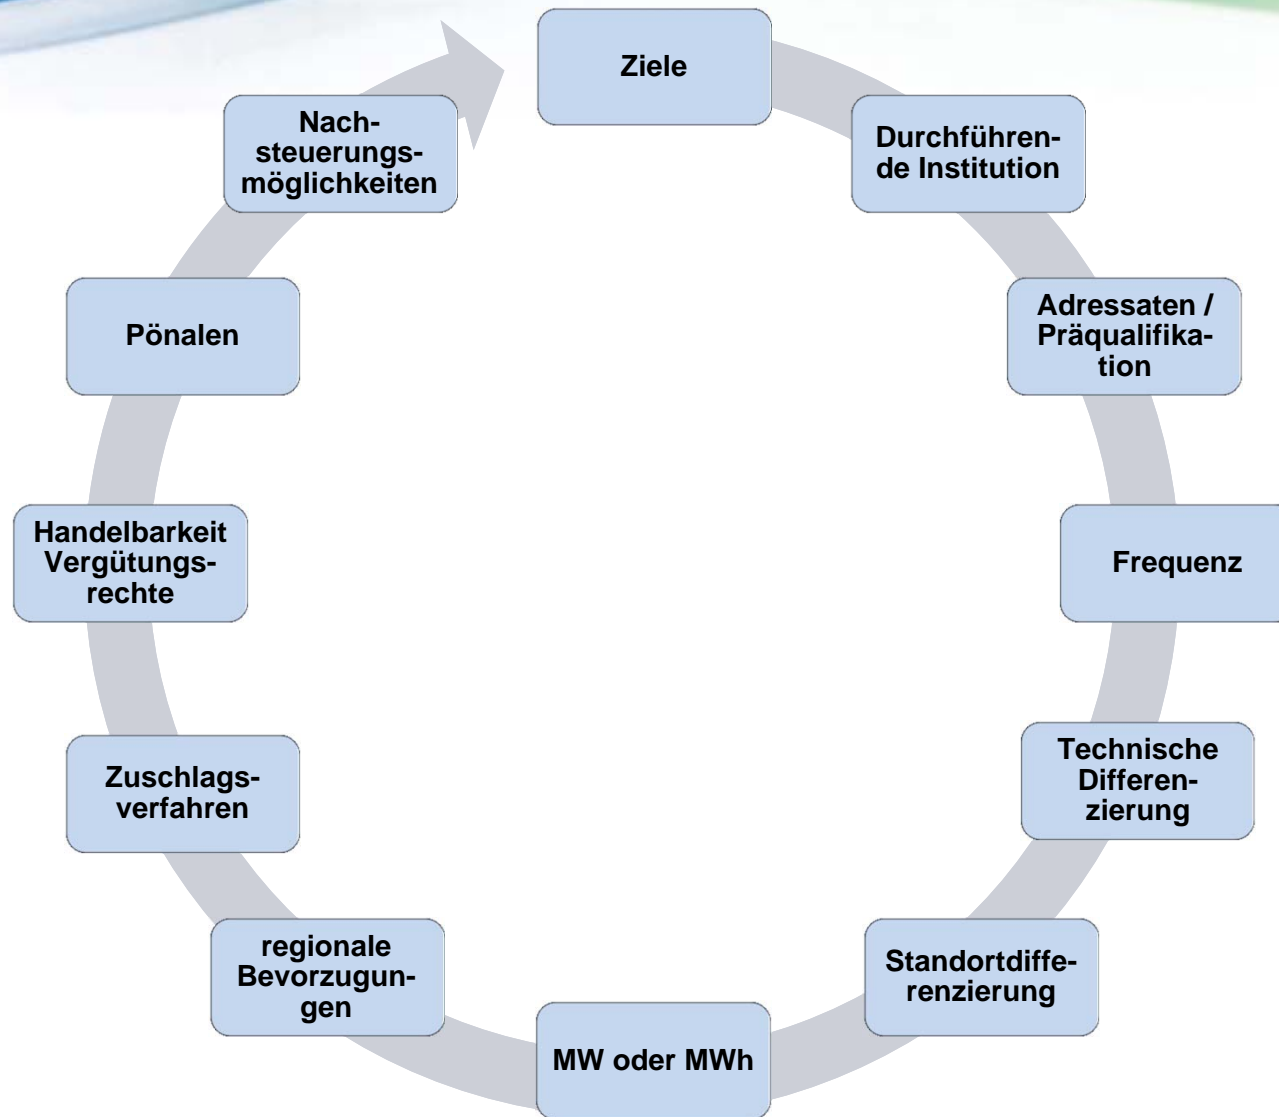 Ziele
Durchführen-
de Institution
Adressaten /
Präqualifika-
tion
Frequenz
Technische
Differen-
zierung
Standortdiffe-
renzierung
MW oder MWh
regionale
Bevorzugun-
gen
Zuschlags-
verfahren
Handelbarkeit
Vergütungs-
rechte
Pönalen
Nach-
steuerungs-
möglichkeiten